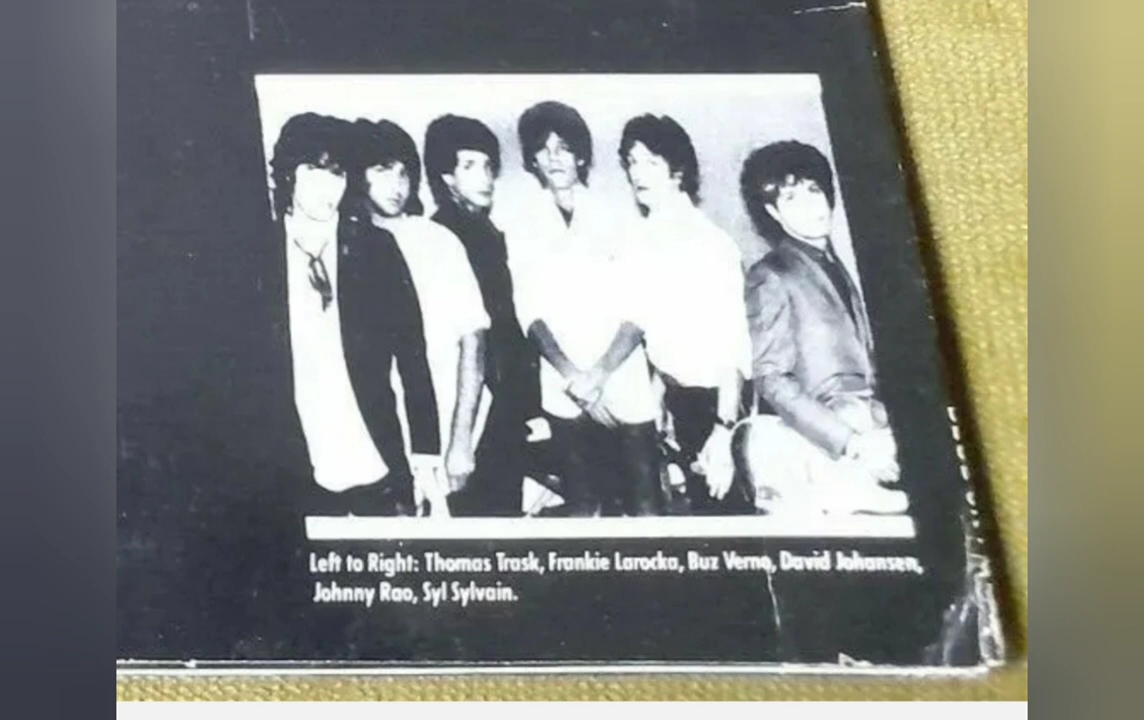 Left to Right: Thomas Trask, Frankie Larocka, Buz Verno, David Johansen,
Johnny Rao, Syl Sylvain.